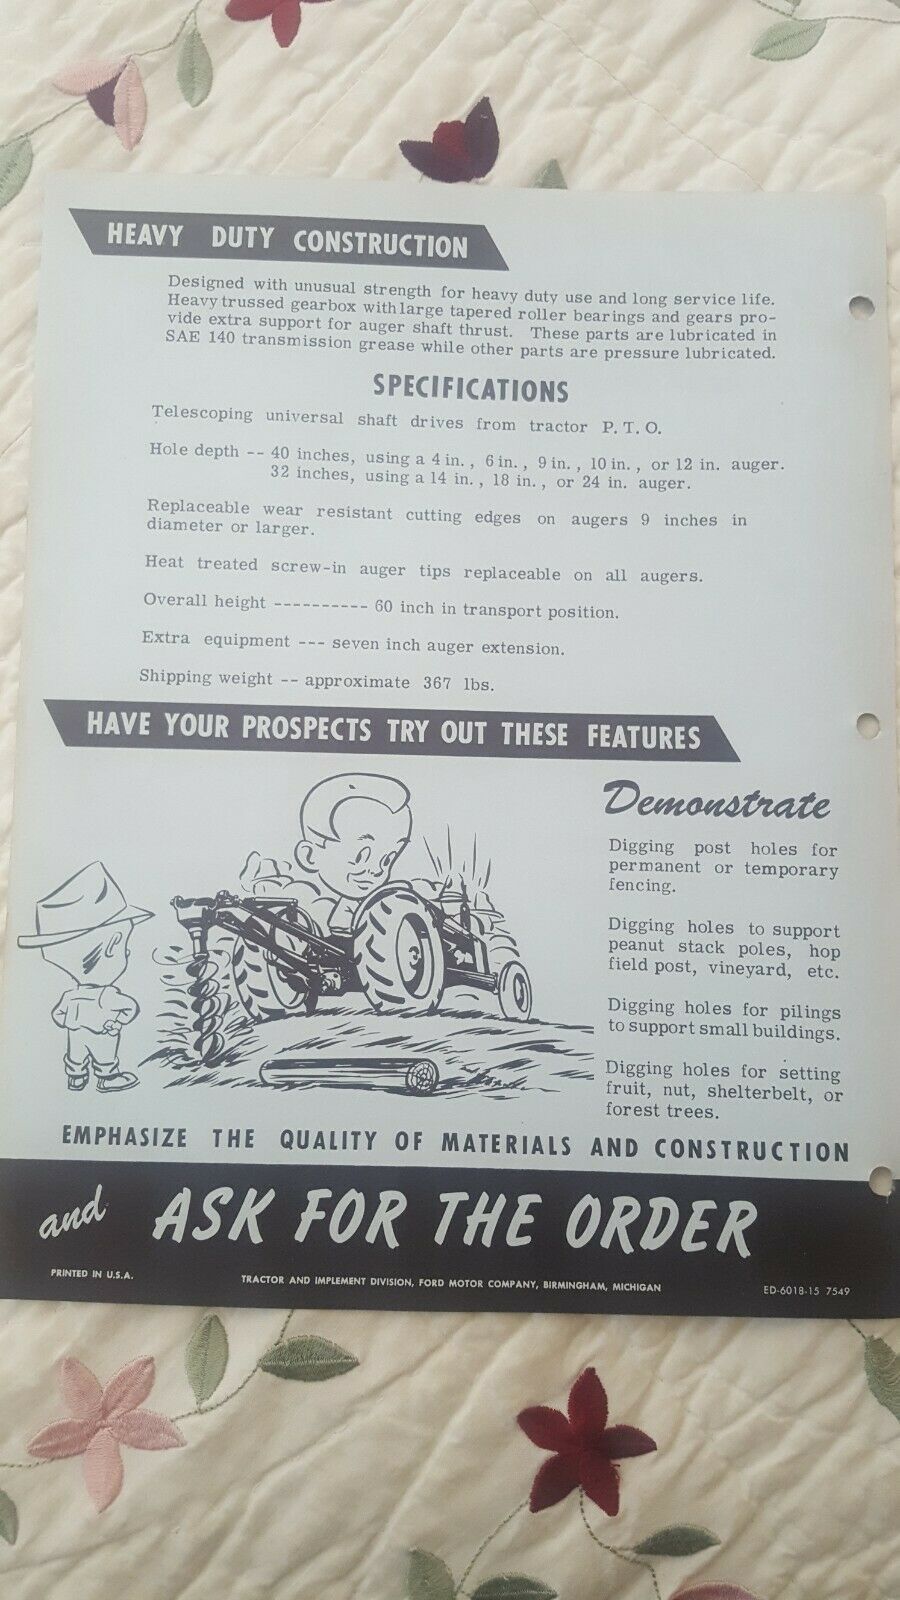 HEAVY DUTY CONSTRUCTION
Designed with unusual strength for heavy duty use and long service life.
Heavy trussed gearbox with large tapered roller bearings and gears pro-
vide extra support for auger shaft thrust. These parts are lubricated in
SAE 140 transmission grease while other parts are pressure lubricated.
SPECIFICATIONS
Telescoping universal shaft drives from tractor P. T. O.
Hole depth -- 40 inches, using a 4 in., 6 in., 9 in., 10 in., or 12 in. auger.
32 inches, using a 14 in., 18 in., or 24 in. auger.
Replaceable wear resistant cutting edges on augers 9 inches in
diameter or larger.
Heat treated screw-in auger tips replaceable on all augers.
Overall height ---------- 60 inch in transport position.
Extra equipment --- seven inch auger extension.
Shipping weight -- approximate 367 lbs.
HAVE YOUR PROSPECTS TRY OUT THESE FEATURES
Demonstrate
Digging post holes for
permanent or temporary
fencing.
Digging holes to support
peanut stack poles, hop
field post, vineyard, etc.
Digging holes for pilings
to support small buildings.
Digging holes for setting
fruit, nut, shelterbelt, or
forest trees.
EMPHASIZE THE QUALITY OF MATERIALS AND CONSTRUCTION
and ASK FOR THE ORDER
PRINTED IN U.S.A. TRACTOR AND IMPLEMENT DIVISION, FORD MOTOR COMPANY, BIRMINGHAM, MICHIGAN ED-6018-15 7549